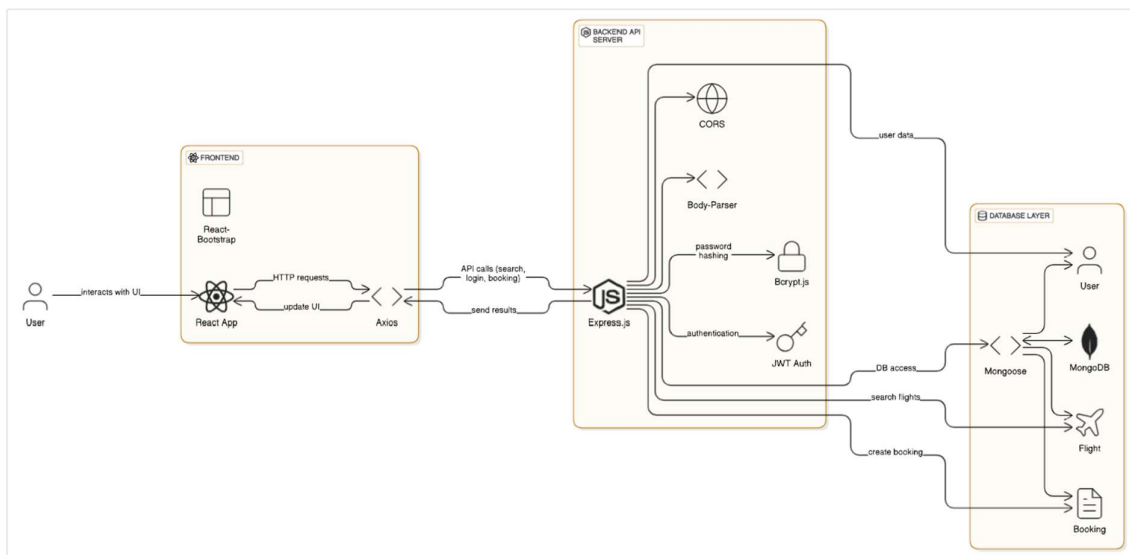 BACKEND API
SERVER
CORS
user data
FRONTEND
Body-Parser
React-
Bootstrap
DATABASE LAYER
password
hashing
User
HTTP requests
API calls (search,
login, booking)
Bcrypt.js
interacts with UI
update UI
send results
User
React App
Axios
Express.js
authentication
JWT Auth
DB access
Mongoose
MongoDB
search flights
Flight
create booking
Booking